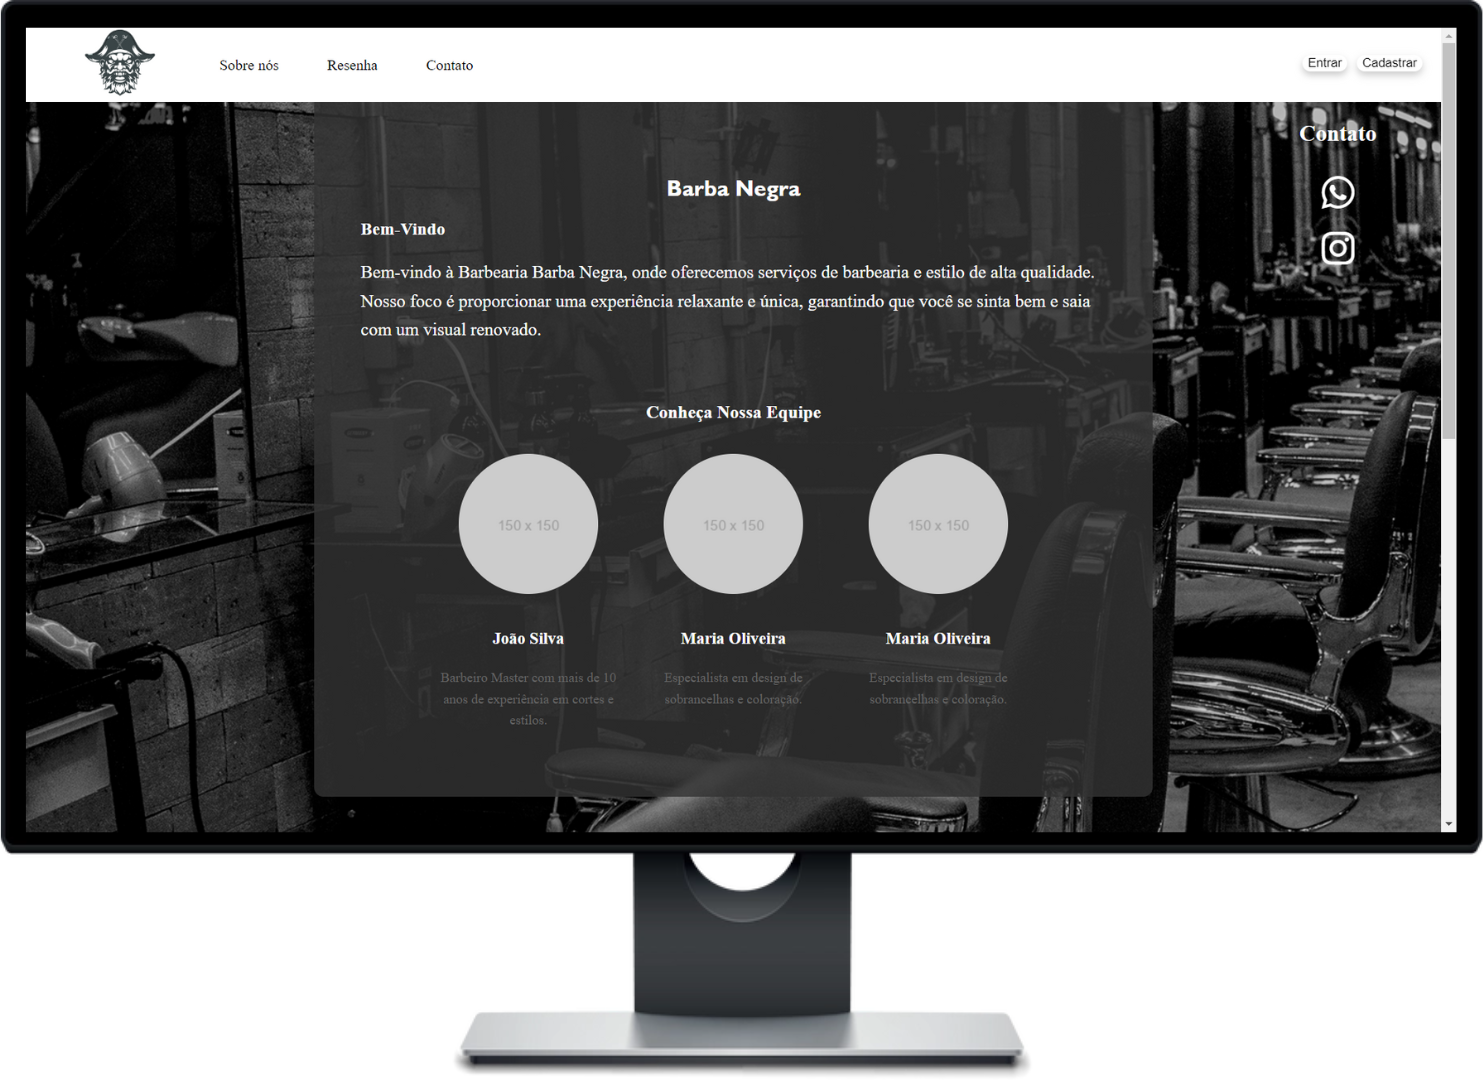 Sobre nós
Resenha
Contato
Entrar
Cadastrar
Contato
Barba Negra
Bem-Vindo
Bem-vindo à Barbearia Barba Negra, onde oferecemos serviços de barbearia e estilo de alta qualidade.
Nosso foco é proporcionar uma experiência relaxante e única, garantindo que você se sinta bem e saia
com um visual renovado.
Conheça Nossa Equipe
150 x 150
150 x 150
150 x 150
João Silva
Barbeiro Master com mais de 10
anos de experiência em cortes e
estilos.
Maria Oliveira
Especialista em design de
sobrancelhas e coloração.
Maria Oliveira
Especialista em design de
sobrancelhas e coloração.